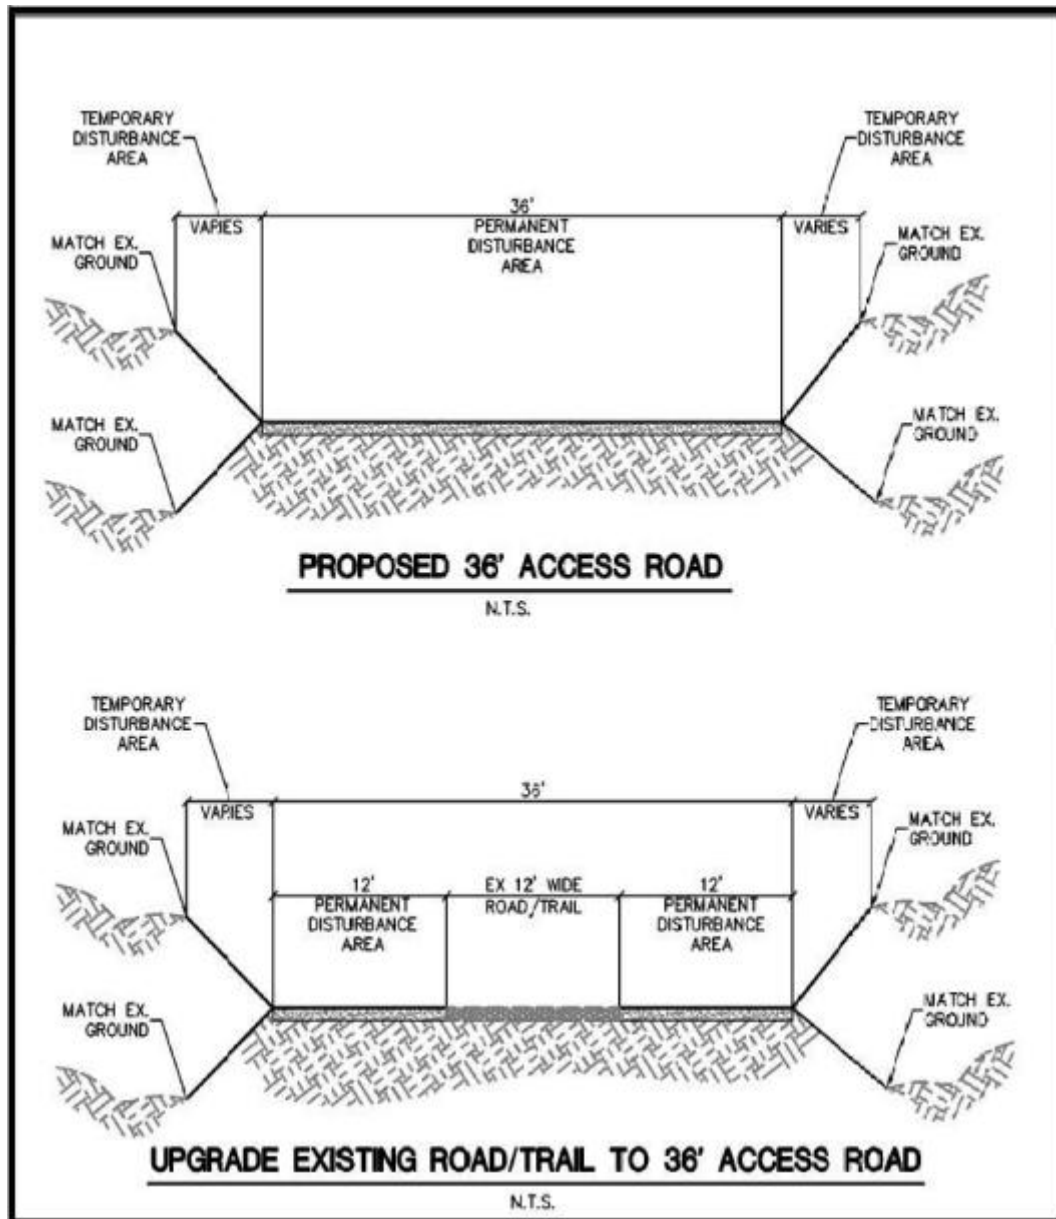 TEMPORARY
DISTURBANCE
AREA
TEMPORARY
DISTURBANCE
AREA
36'
VARIES
PERMANENT
DISTURBANCE
AREA
VARIES
MATCH EX.
GROUND
MATCH EX.
GROUND
MATCH EX.
GROUND
MATCH EX.
GROUND
PROPOSED 36' ACCESS ROAD
N.T.S.
TEMPORARY
DISTURBANCE
AREA
TEMPORARY
DISTURBANCE
AREA
36'
VARIES
VARIES
MATCH EX.
GROUND
MATCH EX.
GROUND
12'
PERMANENT
DISTURBANCE
AREA
EX 12' WIDE
ROAD/TRAIL
12'
PERMANENT
DISTURBANCE
AREA
MATCH EX.
GROUND
MATCH EX.
GROUND
UPGRADE EXISTING ROAD/TRAIL TO 36' ACCESS ROAD
N.T.S.